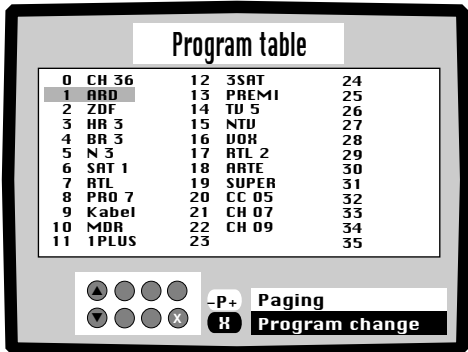 Program table
0 CH 36 12 3SAT 24
1 ARD 13 PREMI 25
2 ZDF 14 TV 5 26
3 HR 3 15 NTV 27
4 BR 3 16 VOX 28
5 N 3 17 RTL 2 29
6 SAT 1 18 ARTE 30
7 RTL 19 SUPER 31
8 PRO 7 20 CC 05 32
9 Kabel 21 CH 07 33
10 MDR 22 CH 09 34
11 1PLUS 23 35
-P+ Paging
X X Program change